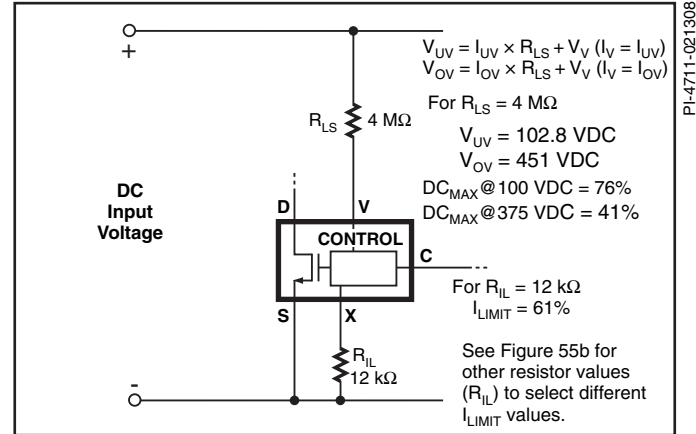 +
V_UV = I_UV × R_LS + V_V (I_V = I_UV)
V_OV = I_OV × R_LS + V_V (I_V = I_OV)
For R_LS = 4 MΩ
R_LS 4 MΩ
V_UV = 102.8 VDC
V_OV = 451 VDC
DC_MAX@100 VDC = 76%
DC_MAX@375 VDC = 41%
DC
Input
Voltage
D V
CONTROL
C
For R_IL = 12 kΩ
I_LIMIT = 61%
S X
R_IL
12 kΩ
See Figure 55b for
other resistor values
(R_IL) to select different
I_LIMIT values.
-
PI-4711-021308